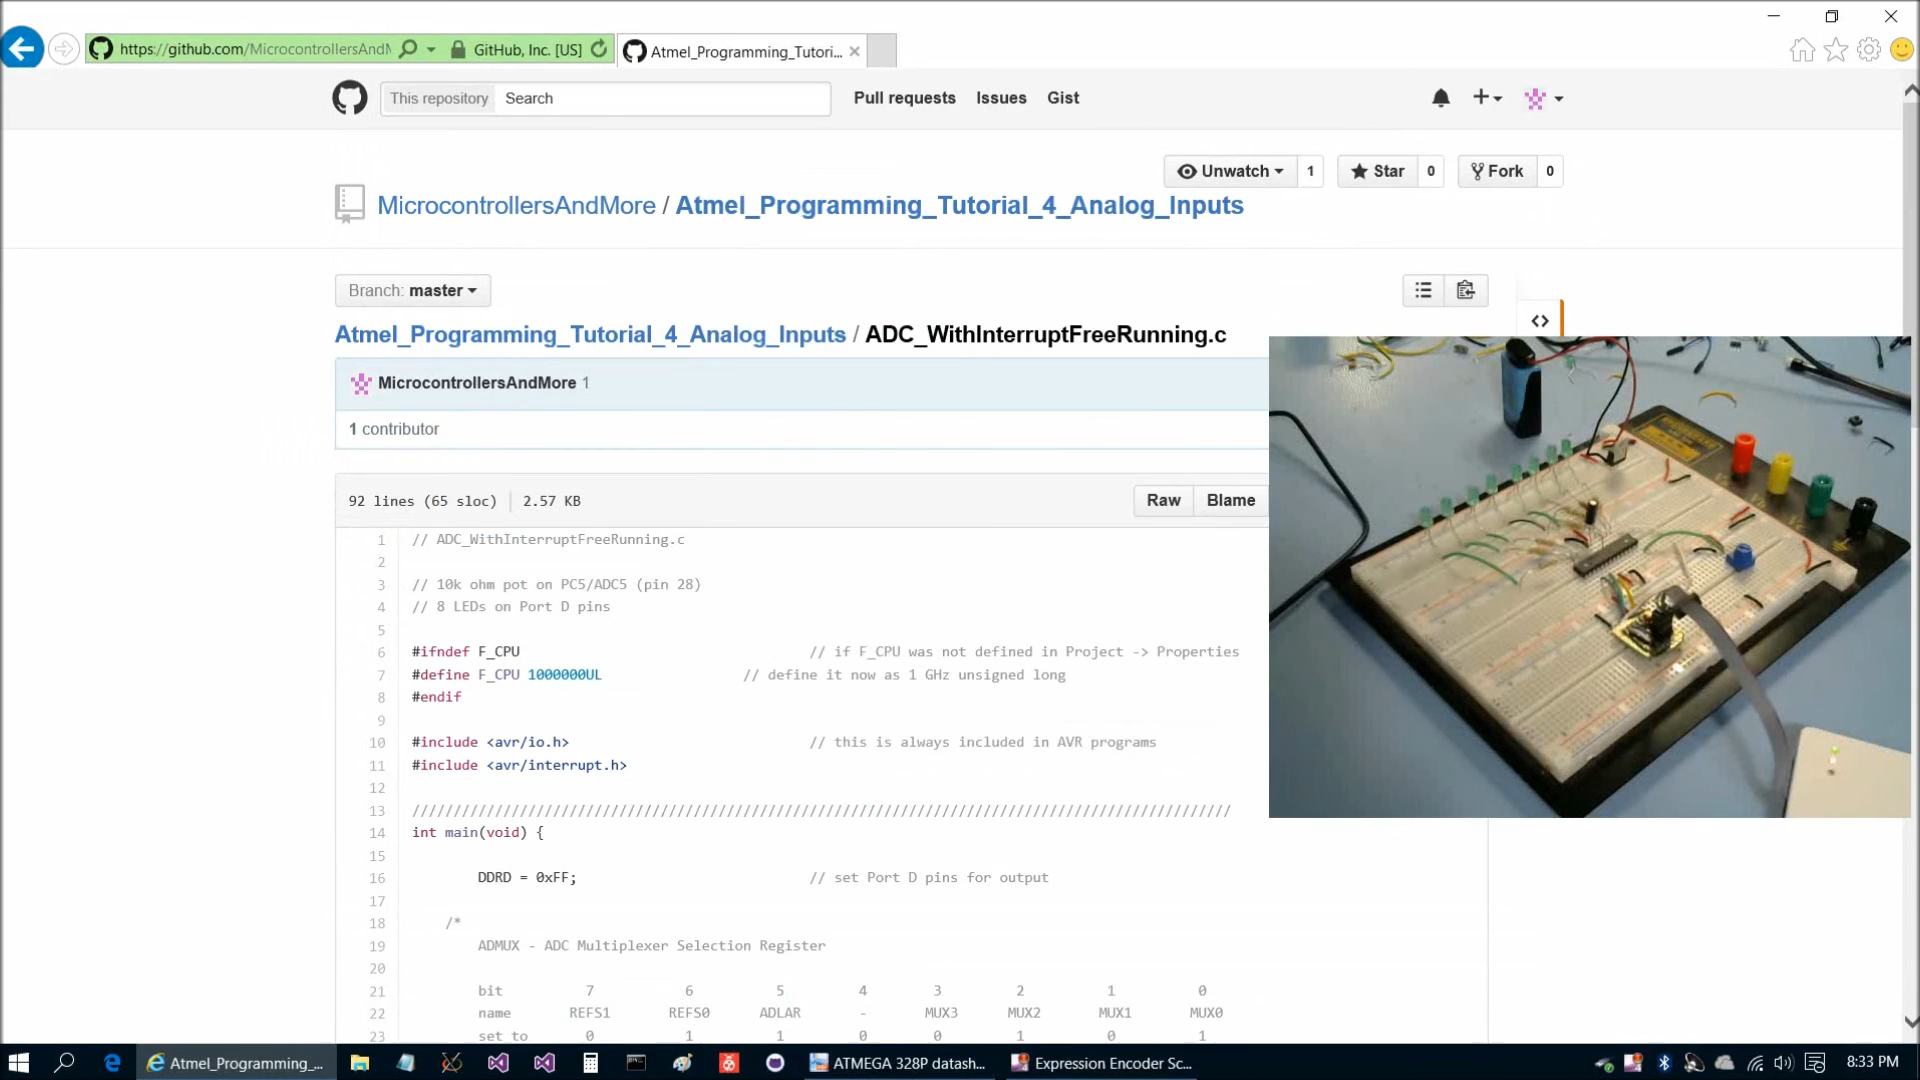 https://github.com/MicrocontrollersAndM
GitHub, Inc. [US]
Atmel_Programming_Tutori...
This repository
Search
Pull requests
Issues
Gist
Unwatch
1
Star
0
Fork
0
MicrocontrollersAndMore / Atmel_Programming_Tutorial_4_Analog_Inputs
Branch: master
Atmel_Programming_Tutorial_4_Analog_Inputs / ADC_WithInterruptFreeRunning.c
MicrocontrollersAndMore 1
1 contributor
92 lines (65 sloc) 2.57 KB
Raw
Blame
1 // ADC_WithInterruptFreeRunning.c
2
3 // 10k ohm pot on PC5/ADC5 (pin 28)
4 // 8 LEDs on Port D pins
5
6 #ifndef F_CPU // if F_CPU was not defined in Project -> Properties
7 #define F_CPU 1000000UL // define it now as 1 GHz unsigned long
8 #endif
9
10 #include <avr/io.h> // this is always included in AVR programs
11 #include <avr/interrupt.h>
12
13 ///////////////////////////////////////////////////////////////////////////////////////////////////
14 int main(void) {
15
16 DDRD = 0xFF; // set Port D pins for output
17
18 /*
19 ADMUX - ADC Multiplexer Selection Register
20
21 bit 7 6 5 4 3 2 1 0
22 name REFS1 REFS0 ADLAR - MUX3 MUX2 MUX1 MUX0
23 set to 0 1 1 0 0 1 0 1
Atmel_Programming_...
ATMEGA 328P datash...
Expression Encoder Sc...
8:33 PM